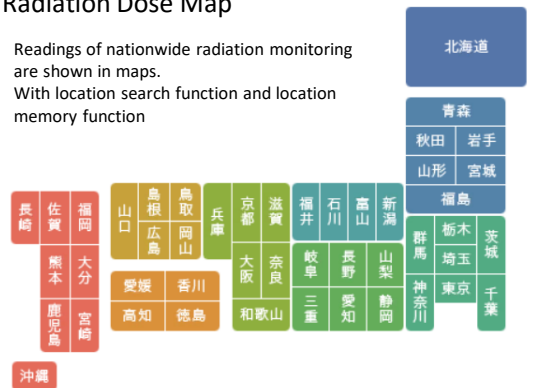 Radiation Dose Map
Readings of nationwide radiation monitoring
are shown in maps.
With location search function and location
memory function
北海道
青森
秋田 岩手
山形 宮城
福島
長崎 佐賀 福岡
熊本 大分
鹿児島 宮崎
沖縄
山口 島根 鳥取
広島 岡山
愛媛 香川
高知 徳島
兵庫 京都 滋賀
大阪 奈良
和歌山
福井 石川 富山 新潟
岐阜 長野 山梨
三重 愛知 静岡
群馬 栃木 茨城
埼玉
神奈川 東京 千葉